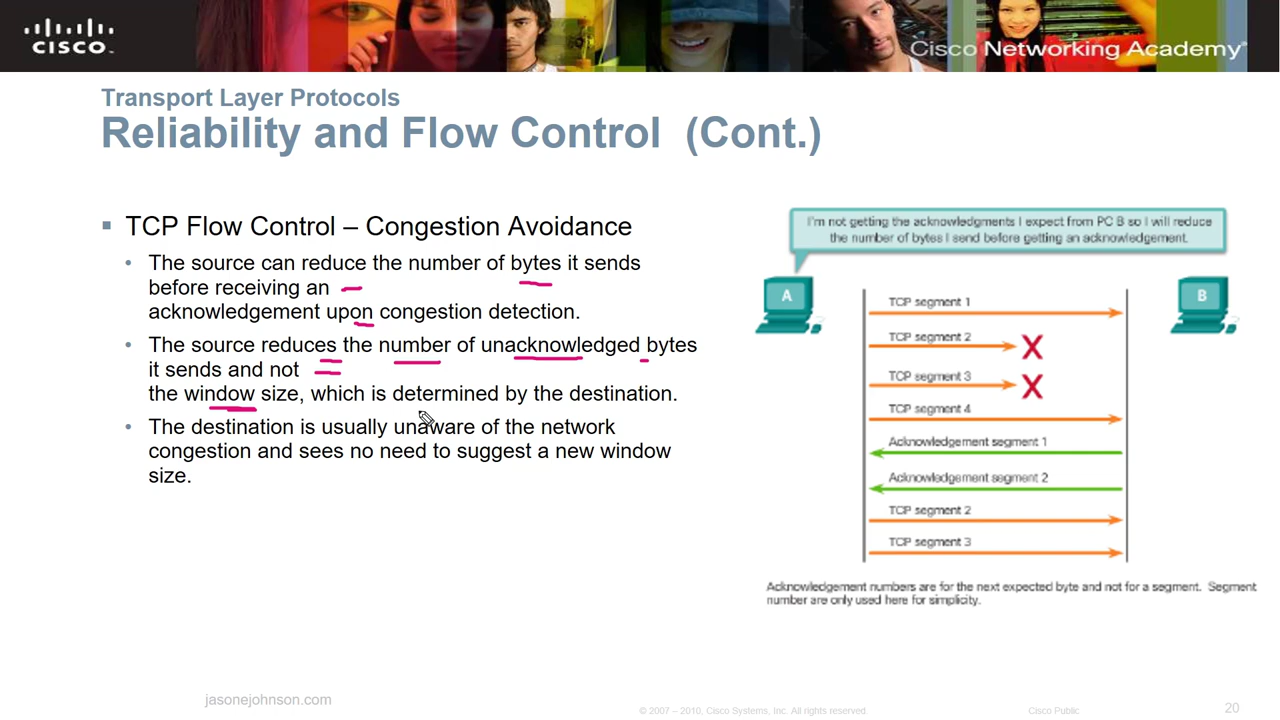 CISCO™
Cisco Networking Academy®
Transport Layer Protocols
Reliability and Flow Control (Cont.)
TCP Flow Control – Congestion Avoidance
The source can reduce the number of bytes it sends
before receiving an
acknowledgement upon congestion detection.
The source reduces the number of unacknowledged bytes
it sends and not
the window size, which is determined by the destination.
The destination is usually unaware of the network
congestion and sees no need to suggest a new window
size.
I'm not getting the acknowledgments I expect from PC B so I will reduce
the number of bytes I send before getting an acknowledgement.
A
B
TCP segment 1
TCP segment 2
X
TCP segment 3
X
TCP segment 4
Acknowledgement segment 1
Acknowledgement segment 2
TCP segment 2
TCP segment 3
Acknowledgement numbers are for the next expected byte and not for a segment. Segment
number are only used here for simplicity.
jasonejohnson.com
© 2007 – 2010, Cisco Systems, Inc. All rights reserved.
Cisco Public
20